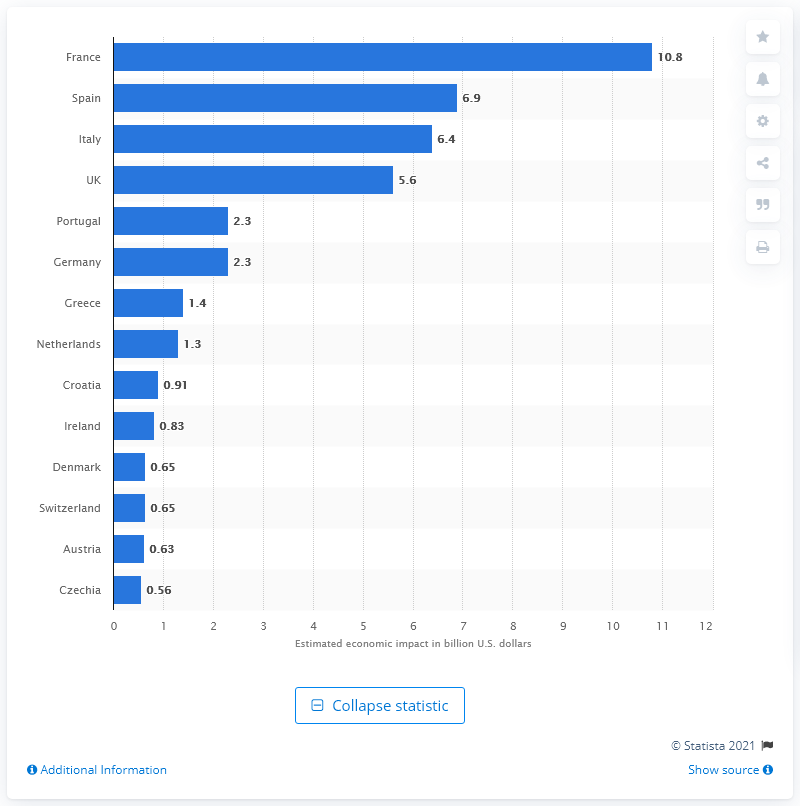 France 10.8
Spain 6.9
Italy 6.4
UK 5.6
Portugal 2.3
Germany 2.3
Greece 1.4
Netherlands 1.3
Croatia 0.91
Ireland 0.83
Denmark 0.65
Switzerland 0.65
Austria 0.63
Czechia 0.56
0 1 2 3 4 5 6 7 8 9 10 11 12
Estimated economic impact in billion U.S. dollars
Collapse statistic
© Statista 2021
Additional Information Show source